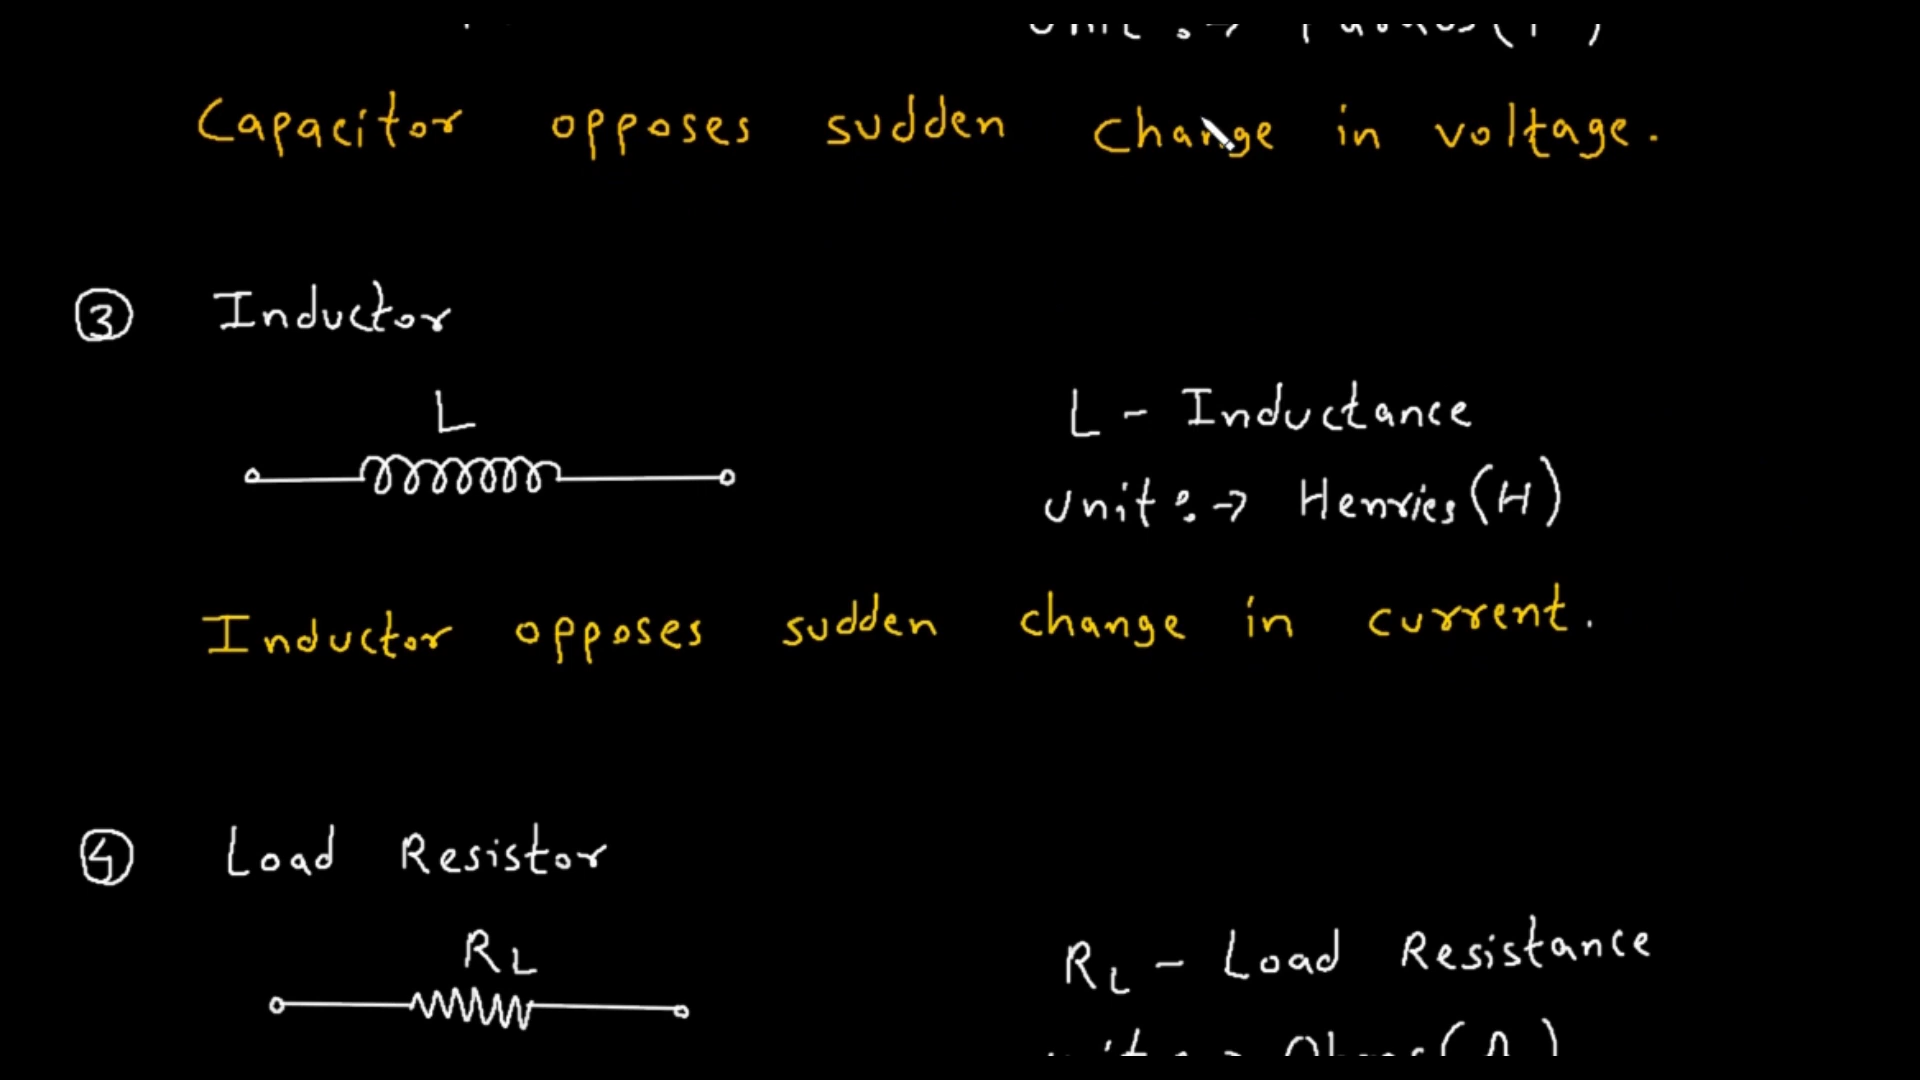 Capacitor opposes sudden change in voltage.
③ Inductor
L
L - Inductance
unit :→ Henries (H)
Inductor opposes sudden change in current.
④ Load Resistor
RL
RL - Load Resistance